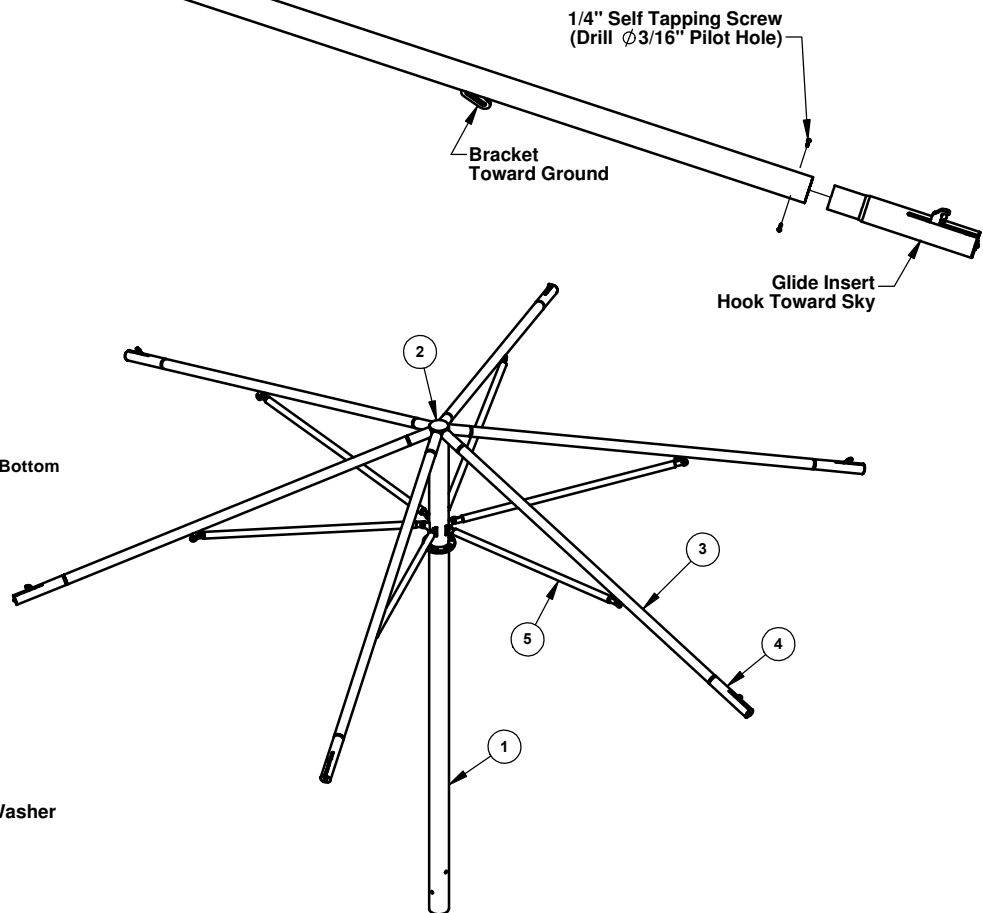 1/4" Self Tapping Screw
(Drill ∅3/16" Pilot Hole)
Bracket
Toward Ground
Glide Insert
Hook Toward Sky
2
Bottom
3
5
4
1
Washer